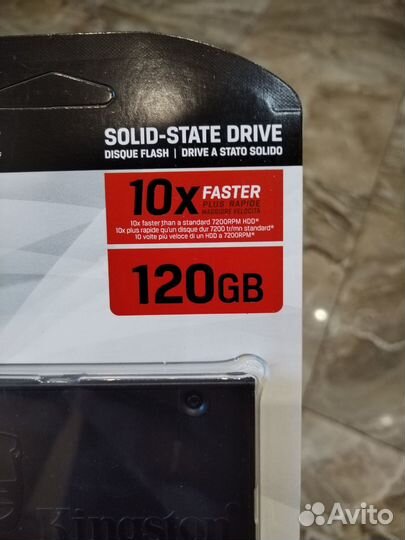 SOLID-STATE DRIVE
DISQUE FLASH | DRIVE A STATO SOLIDO
10x FASTER
PLUS RAPIDE
MAGGIORE VELOCITÀ
10x faster than a standard 7200RPM HDD*
10x plus rapide qu'un disque dur 7200 tr/mn standard*
10 volte più veloce di un HDD a 7200RPM*
120GB
Kingston
Avito